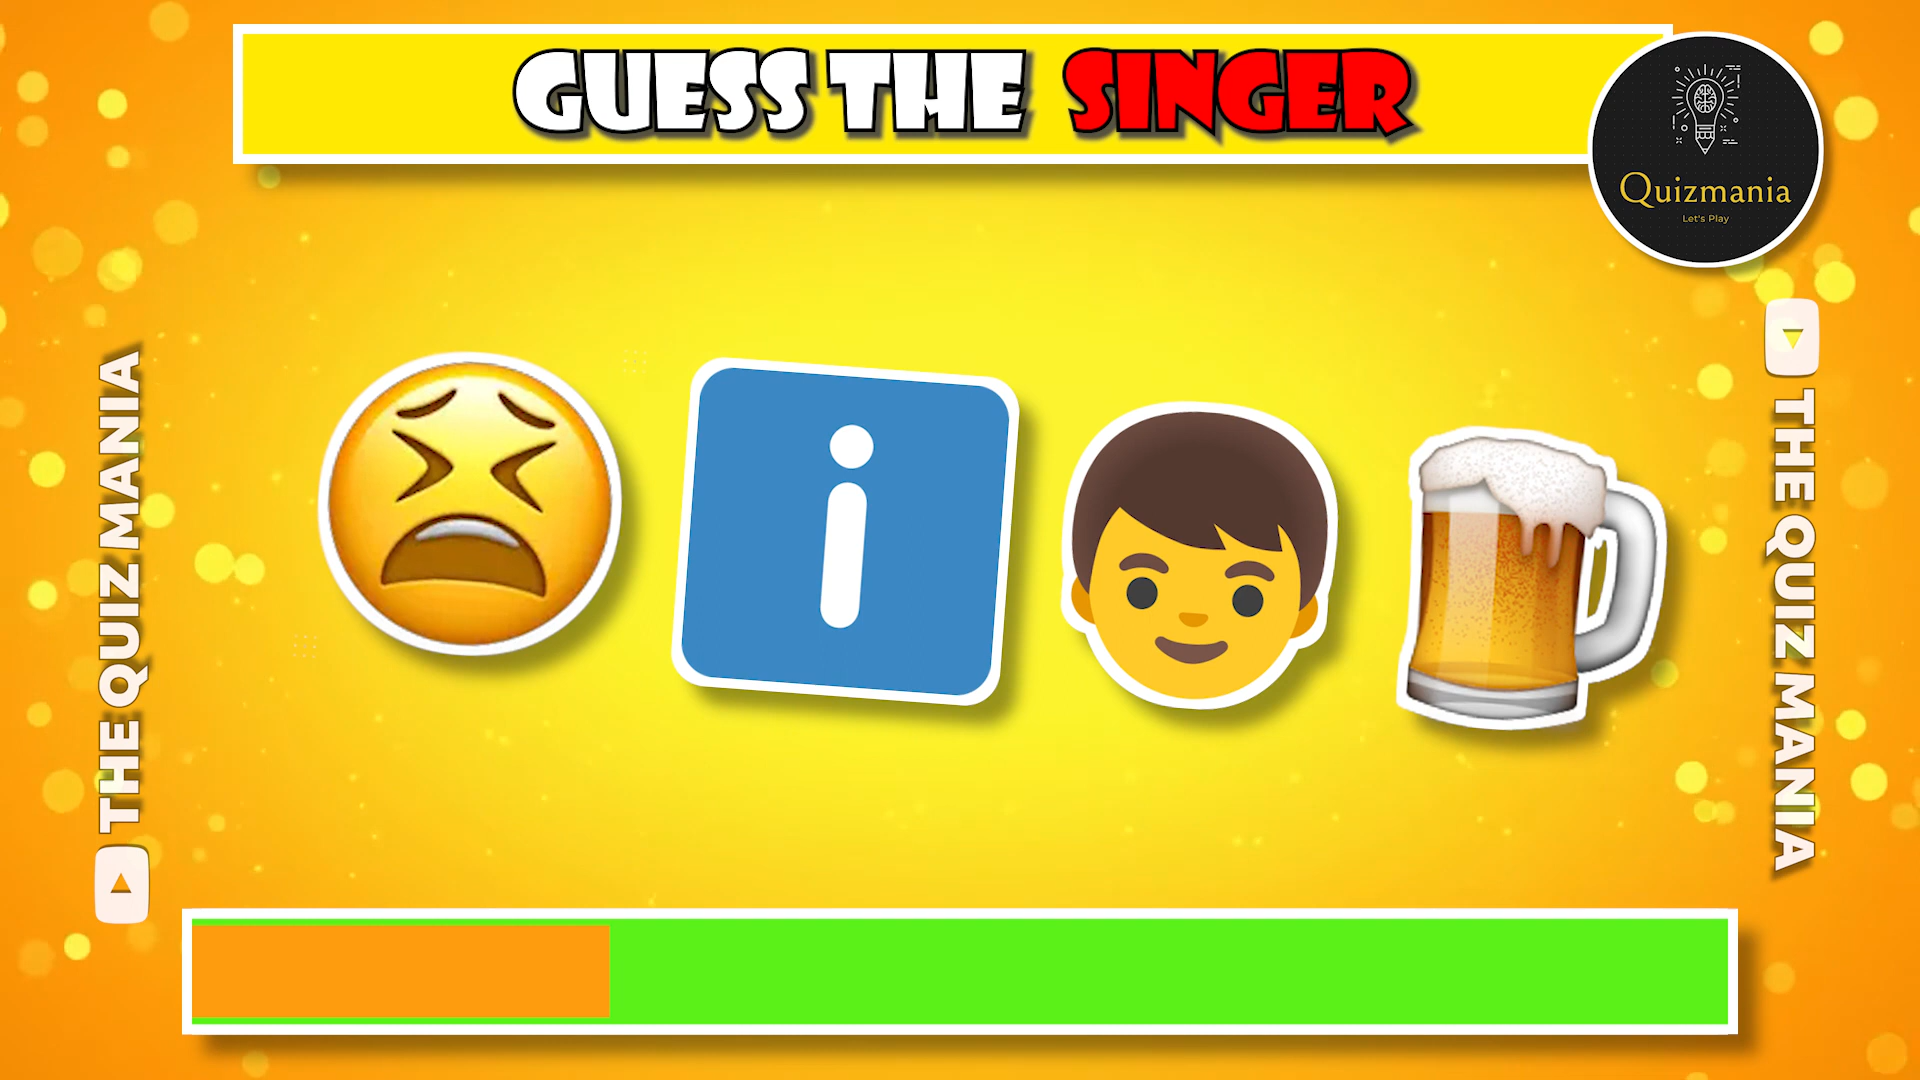 GUESS THE SINGER
Quizmania
Let's Play
THE QUIZ MANIA
i
THE QUIZ MANIA